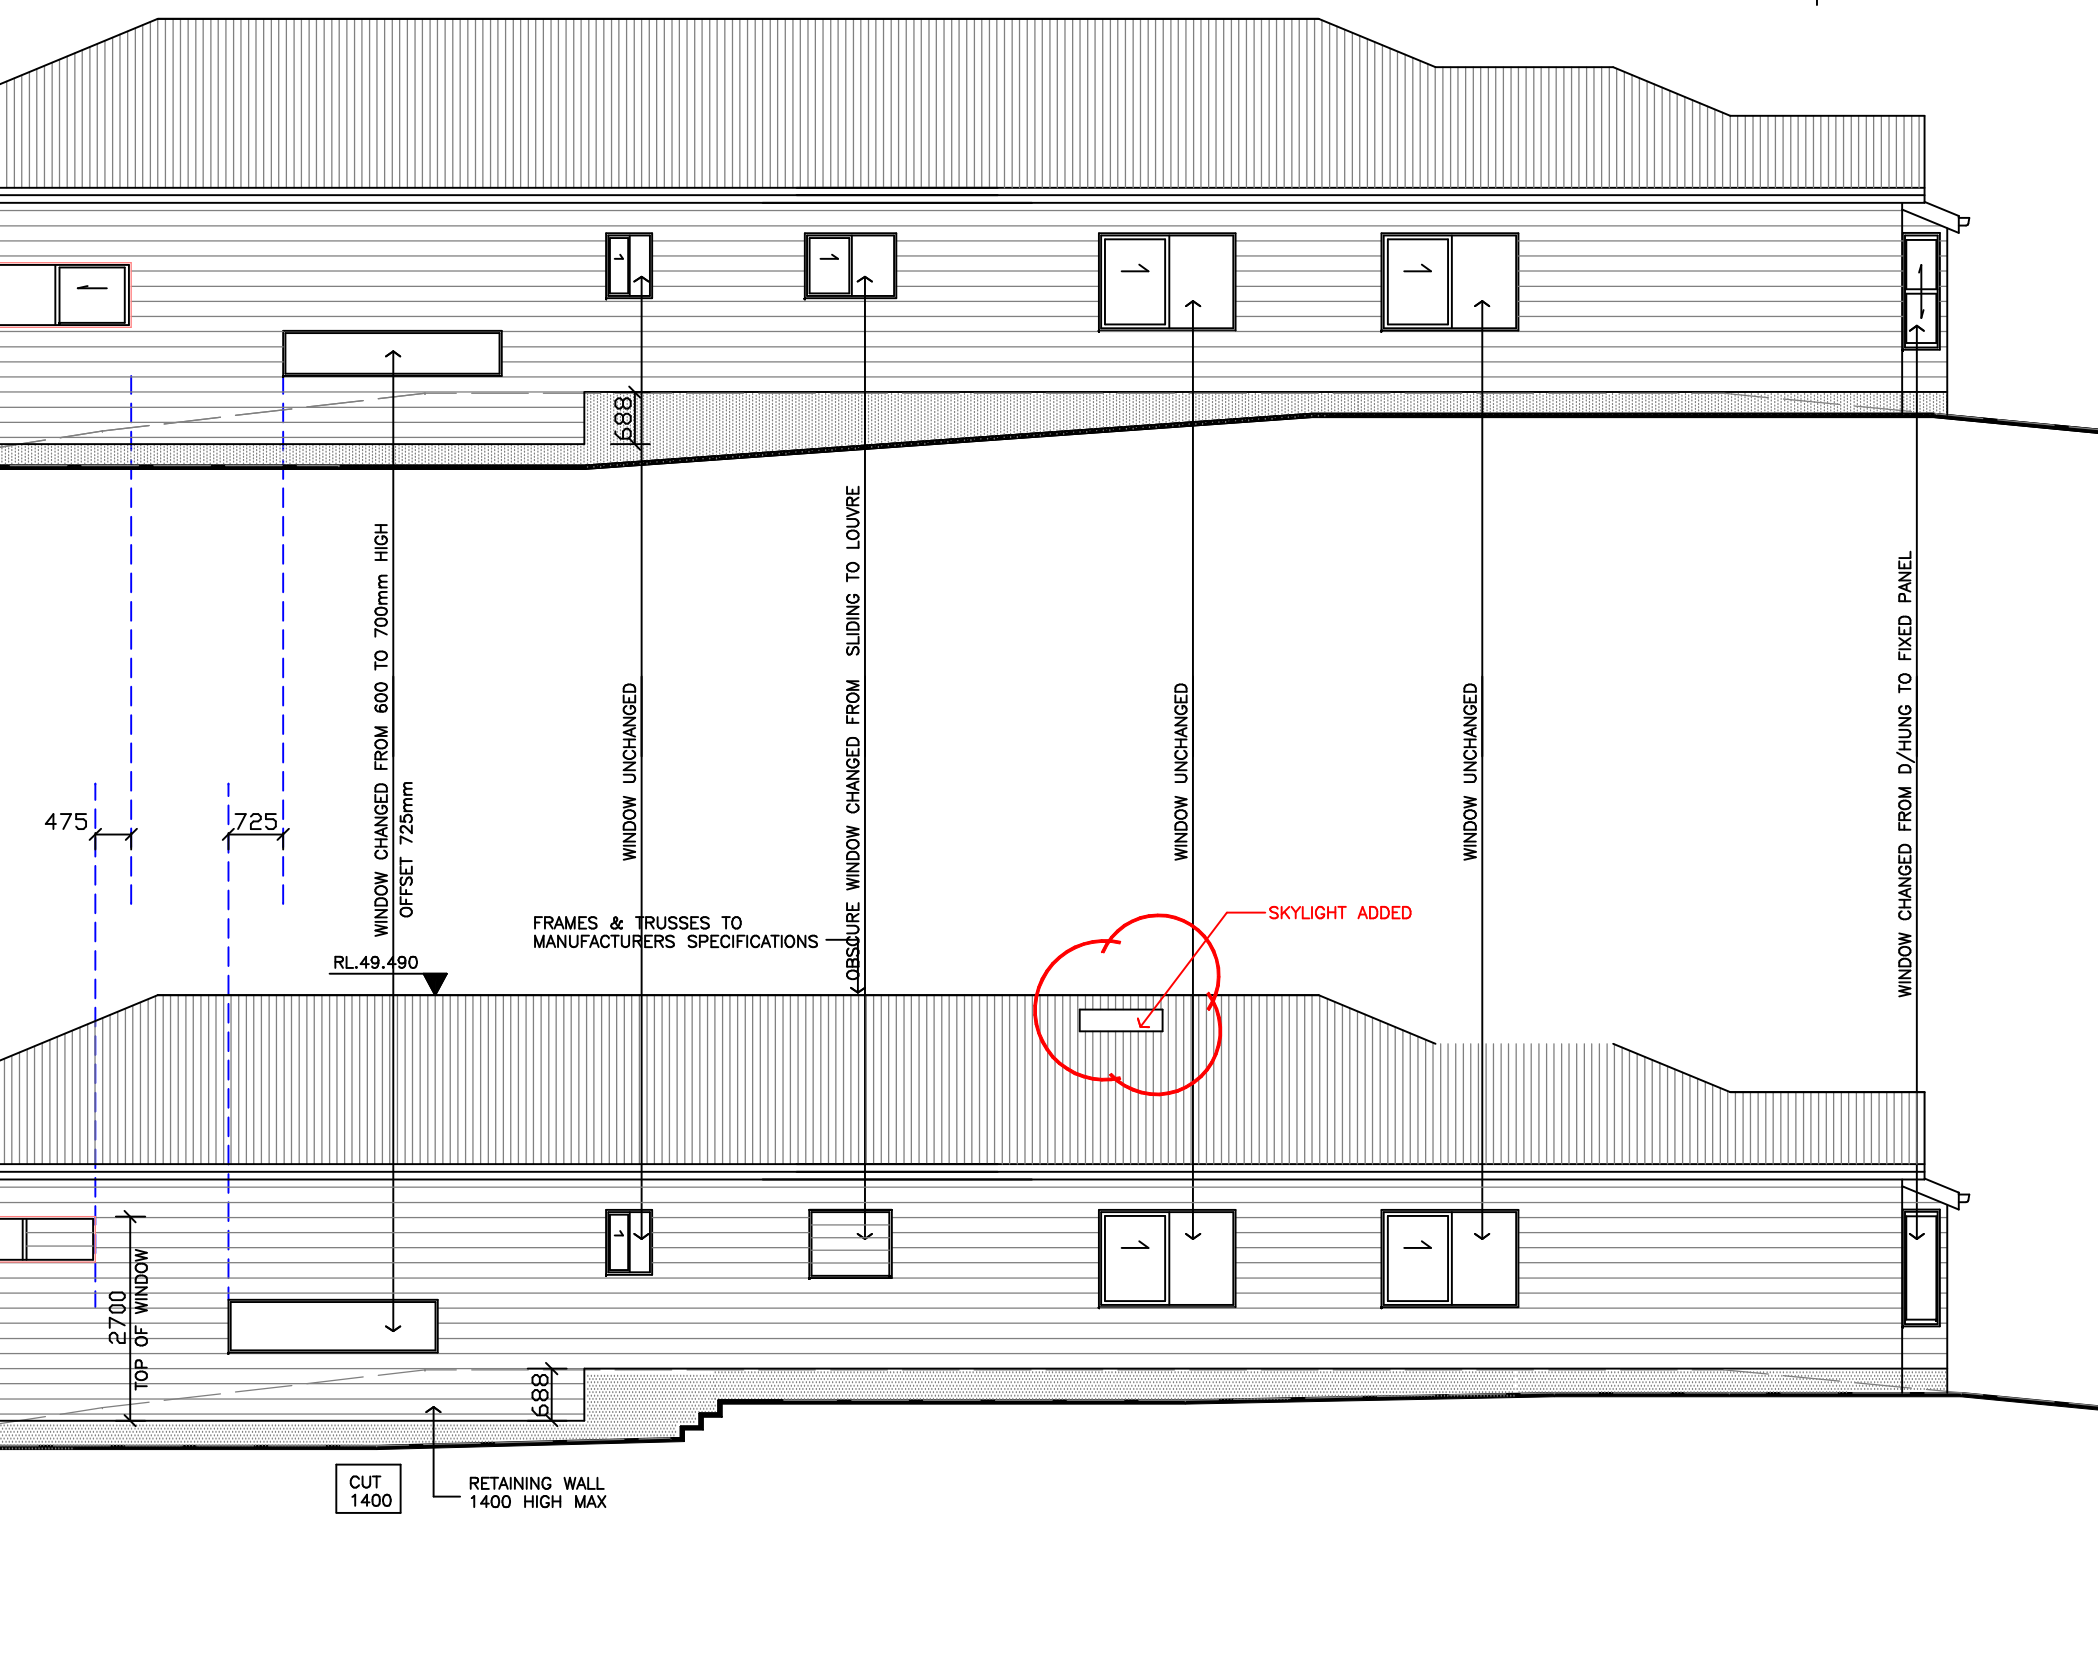 688
WINDOW CHANGED FROM 600 TO 700mm HIGH
OFFSET 725mm
WINDOW UNCHANGED
OBSCURE WINDOW CHANGED FROM SLIDING TO LOUVRE
WINDOW UNCHANGED
WINDOW UNCHANGED
WINDOW CHANGED FROM D/HUNG TO FIXED PANEL
475
725
FRAMES & TRUSSES TO
MANUFACTURERS SPECIFICATIONS
SKYLIGHT ADDED
RL.49.490
2700
TOP OF WINDOW
688
CUT
1400
RETAINING WALL
1400 HIGH MAX